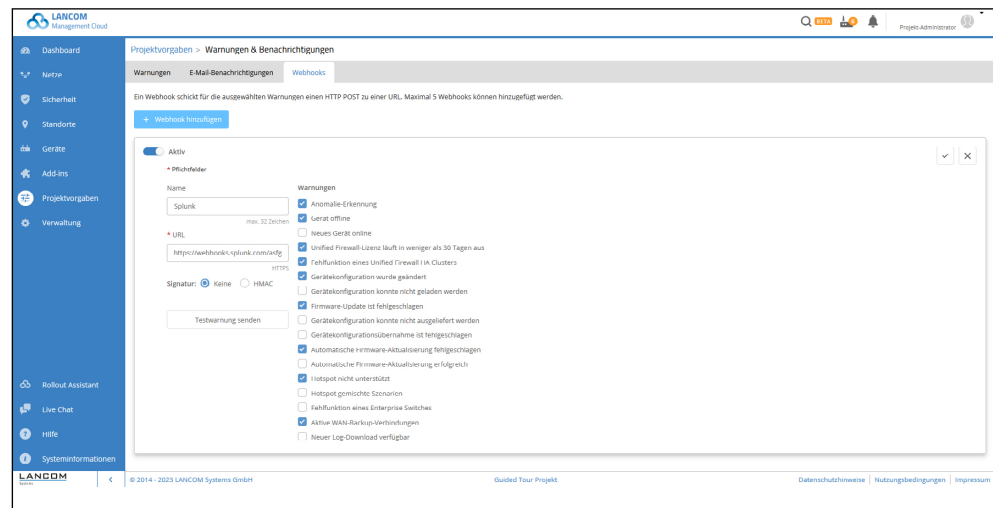 LANCOM
Management Cloud
BETA
Projekt-Administrator
Dashboard
Netze
Sicherheit
Standorte
Geräte
Add-ins
Projektvorgaben
Verwaltung
Rollout Assistant
Live Chat
Hilfe
Systeminformationen
LANCOM
Systems
Projektvorgaben > Warnungen & Benachrichtigungen
Warnungen E-Mail-Benachrichtigungen Webhooks
Ein Webhook schickt für die ausgewählten Warnungen einen HTTP POST zu einer URL. Maximal 5 Webhooks können hinzugefügt werden.
+ Webhook hinzufügen
Aktiv
* Pflichtfelder
Name
Splunk
max. 32 Zeichen
* URL
https://webhooks.splunk.com/asfg
HTTPS
Signatur: Keine HMAC
Testwarnung senden
Warnungen
Anomalie-Erkennung
Gerät offline
Neues Gerät online
Unified Firewall-Lizenz läuft in weniger als 30 Tagen aus
Fehlfunktion eines Unified Firewall HA Clusters
Gerätekonfiguration wurde geändert
Gerätekonfiguration konnte nicht geladen werden
Firmware-Update ist fehlgeschlagen
Gerätekonfiguration konnte nicht ausgeliefert werden
Gerätekonfigurationsübernahme ist fehlgeschlagen
Automatische Firmware-Aktualisierung fehlgeschlagen
Automatische Firmware-Aktualisierung erfolgreich
Hotspot nicht unterstützt
Hotspot gemischte Szenarien
Fehlfunktion eines Enterprise Switches
Aktive WAN-Backup-Verbindungen
Neuer Log-Download verfügbar
© 2014 - 2023 LANCOM Systems GmbH Guided Tour Projekt Datenschutzhinweise | Nutzungsbedingungen | Impressum